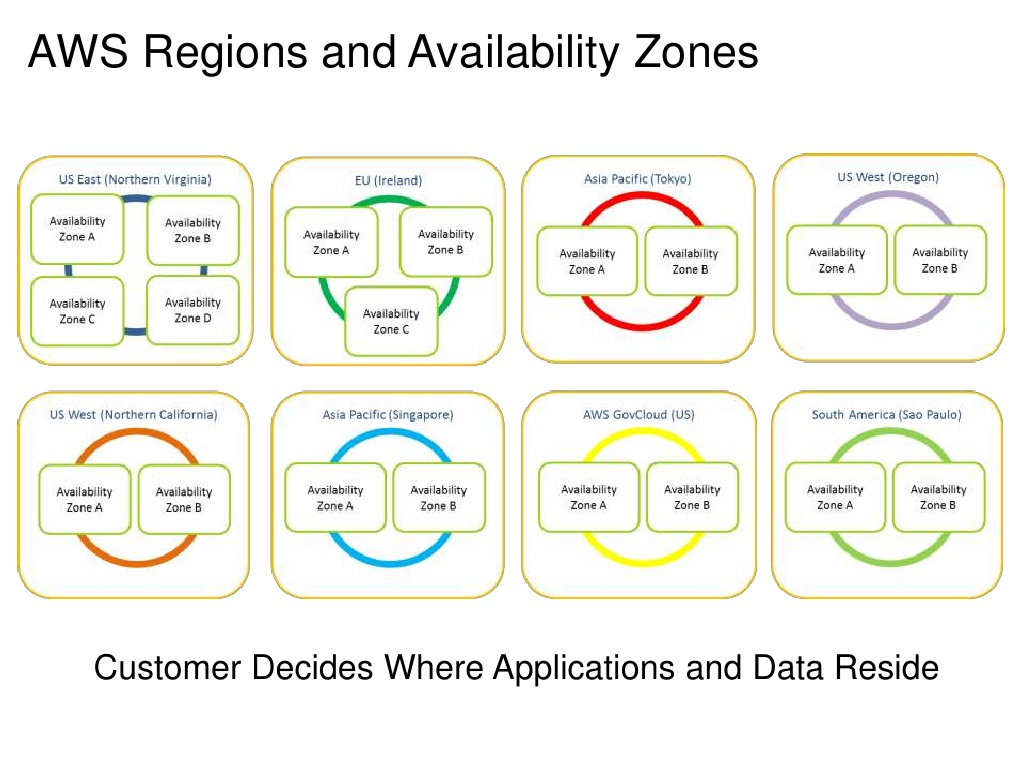 AWS Regions and Availability Zones
US East (Northern Virginia)
Availability
Zone A
Availability
Zone B
Availability
Zone C
Availability
Zone D
EU (Ireland)
Availability
Zone A
Availability
Zone B
Availability
Zone C
Asia Pacific (Tokyo)
Availability
Zone A
Availability
Zone B
US West (Oregon)
Availability
Zone A
Availability
Zone B
US West (Northern California)
Availability
Zone A
Availability
Zone B
Asia Pacific (Singapore)
Availability
Zone A
Availability
Zone B
AWS GovCloud (US)
Availability
Zone A
Availability
Zone B
South America (Sao Paulo)
Availability
Zone A
Availability
Zone B
Customer Decides Where Applications and Data Reside